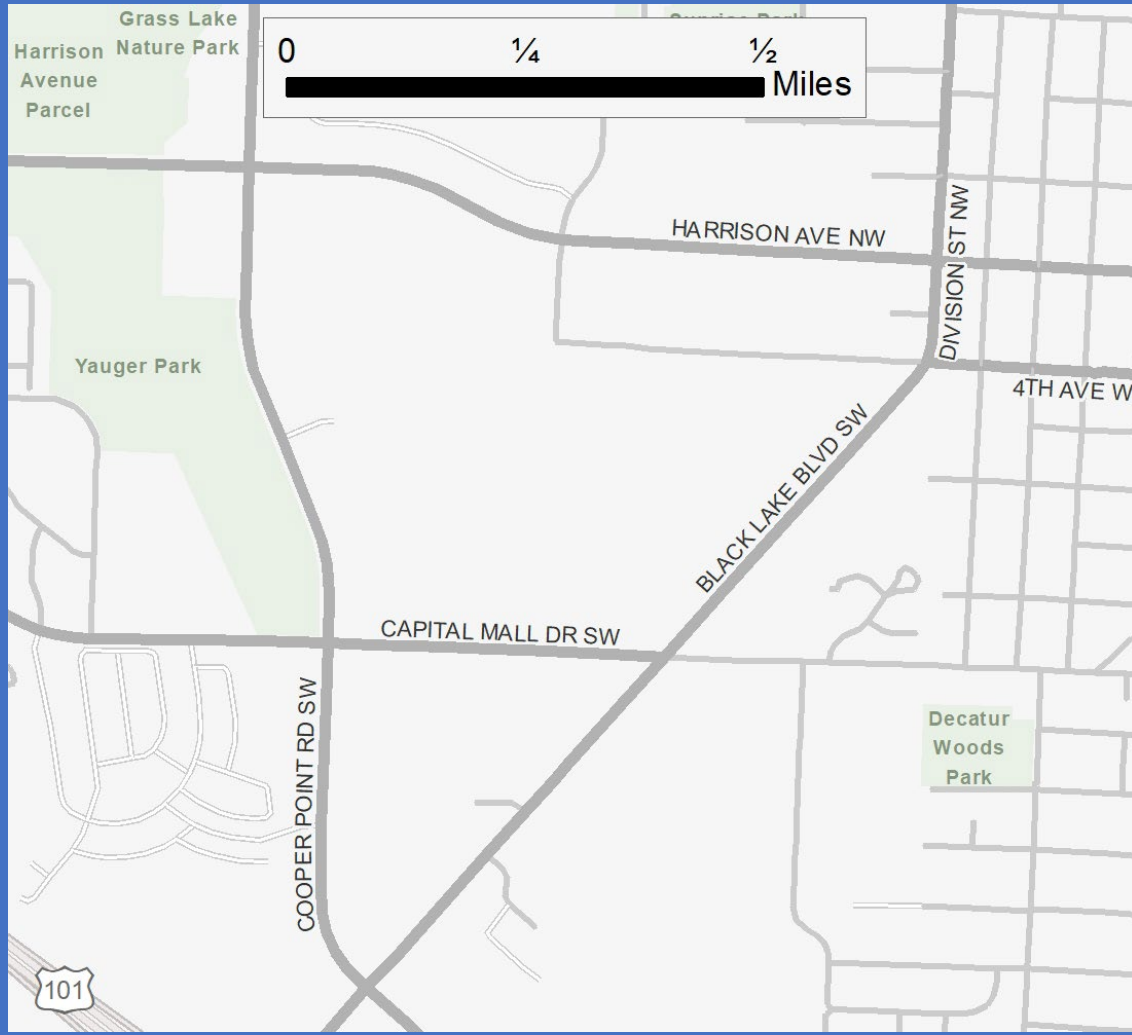 Grass Lake
Nature Park
Harrison
Avenue
Parcel
0 ¼ ½
Miles
HARRISON AVE NW
DIVISION ST NW
Yauger Park
4TH AVE W
BLACK LAKE BLVD SW
CAPITAL MALL DR SW
COOPER POINT RD SW
Decatur
Woods
Park
101